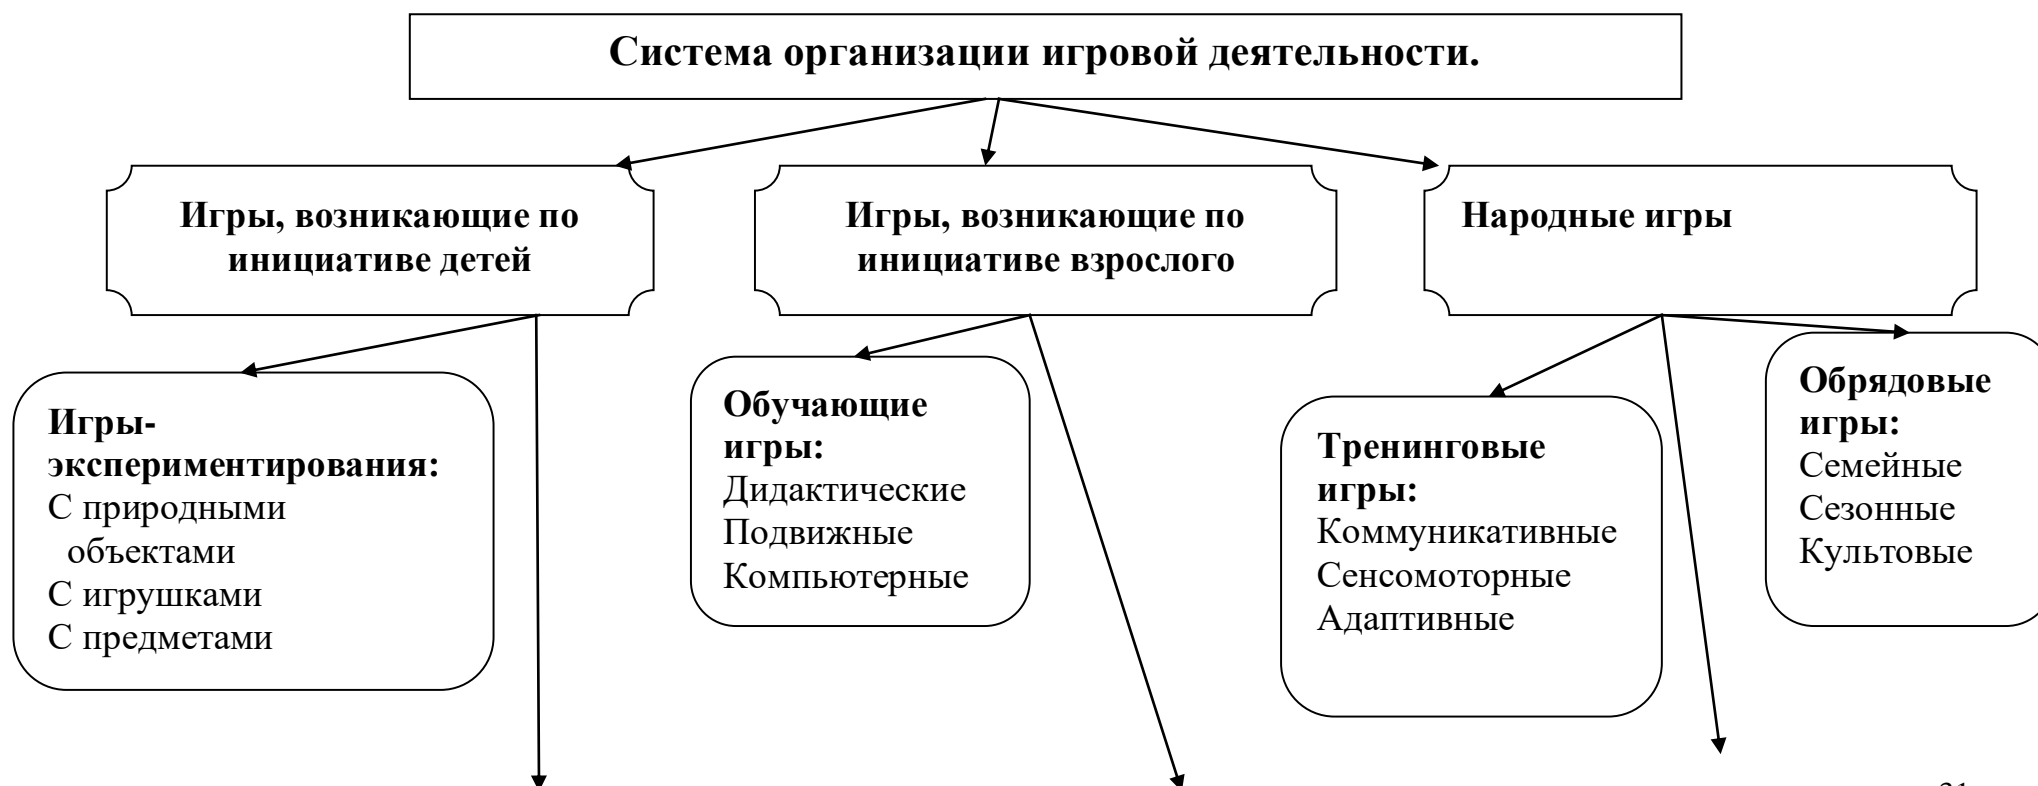 Система организации игровой деятельности.
Игры, возникающие по
инициативе детей
Игры, возникающие по
инициативе взрослого
Народные игры
Игры-
экспериментирования:
С природными
объектами
С игрушками
С предметами
Обучающие
игры:
Дидактические
Подвижные
Компьютерные
Тренинговые
игры:
Коммуникативные
Сенсомоторные
Адаптивные
Обрядовые
игры:
Семейные
Сезонные
Культовые